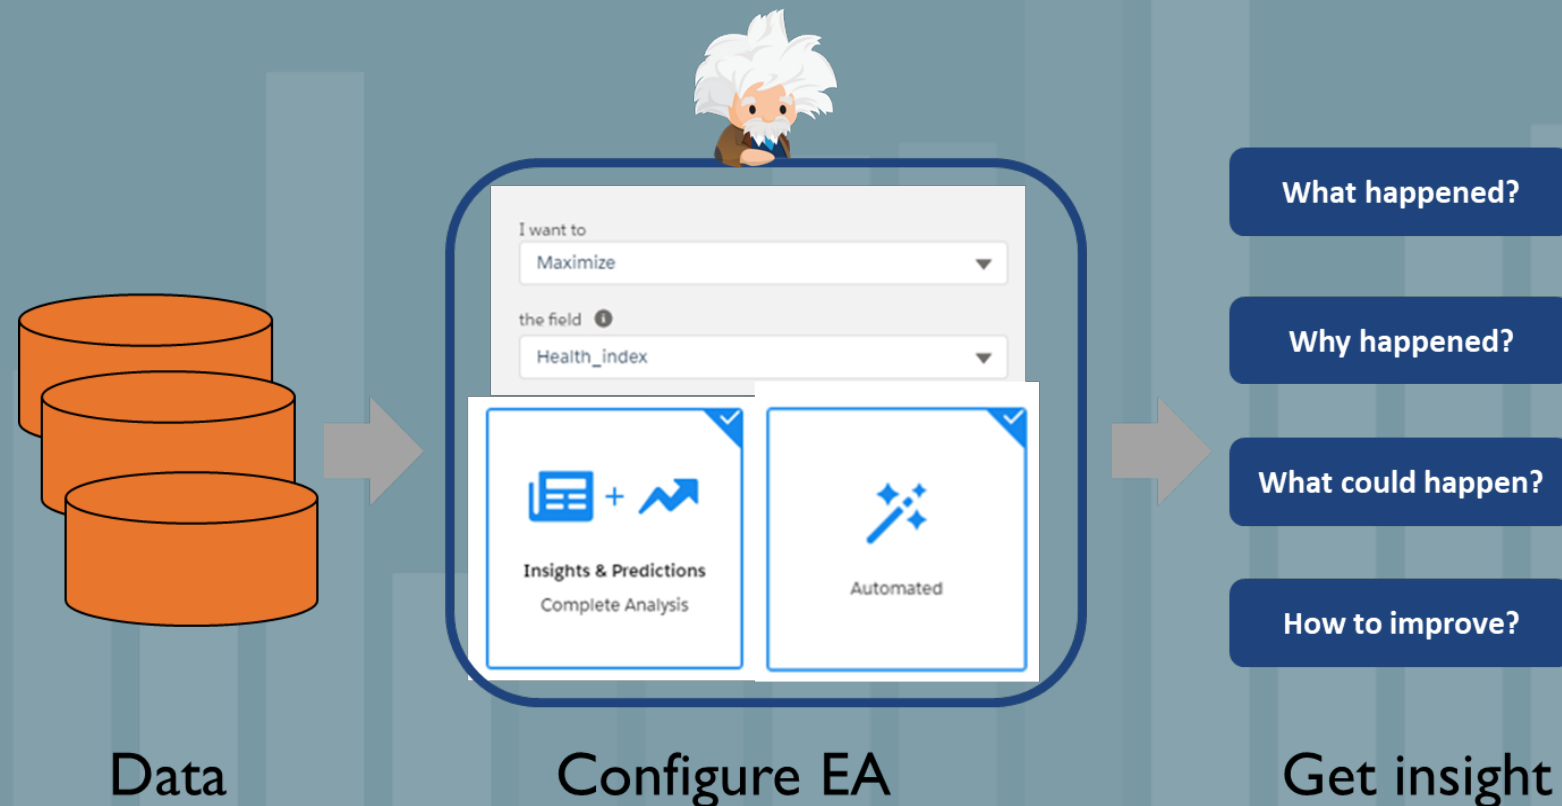 I want to
Maximize
the field
Health_index
Insights & Predictions
Complete Analysis
Automated
What happened?
Why happened?
What could happen?
How to improve?
Data
Configure EA
Get insight